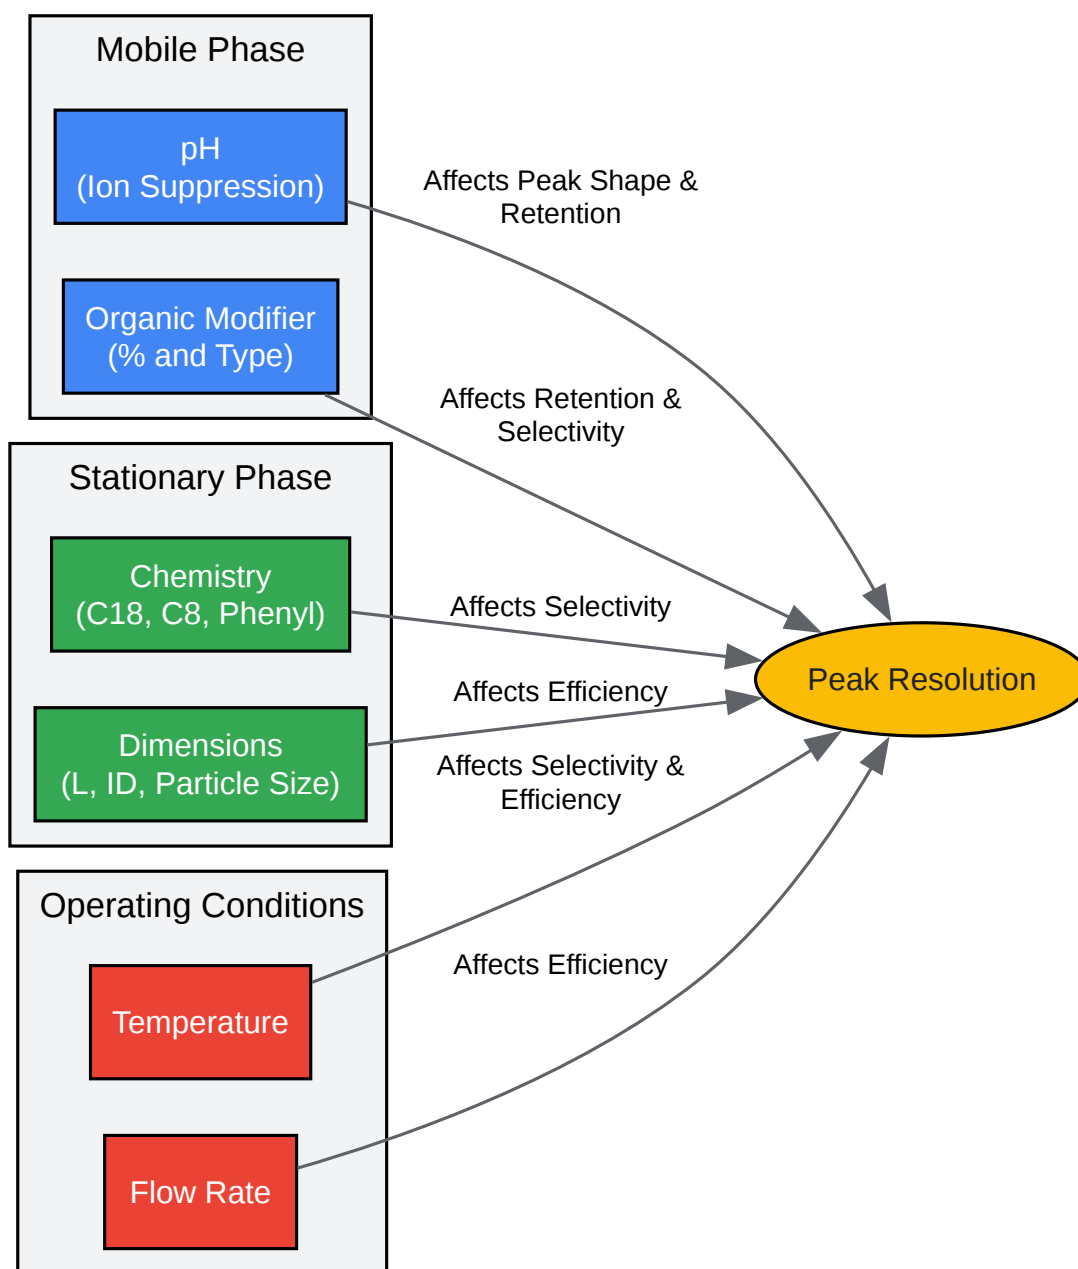 Mobile Phase
pH
(Ion Suppression)
Affects Peak Shape &
Retention
Organic Modifier
(% and Type)
Affects Retention &
Selectivity
Stationary Phase
Chemistry
(C18, C8, Phenyl)
Affects Selectivity
Dimensions
(L, ID, Particle Size)
Affects Efficiency
Peak Resolution
Affects Selectivity &
Efficiency
Operating Conditions
Temperature
Affects Efficiency
Flow Rate